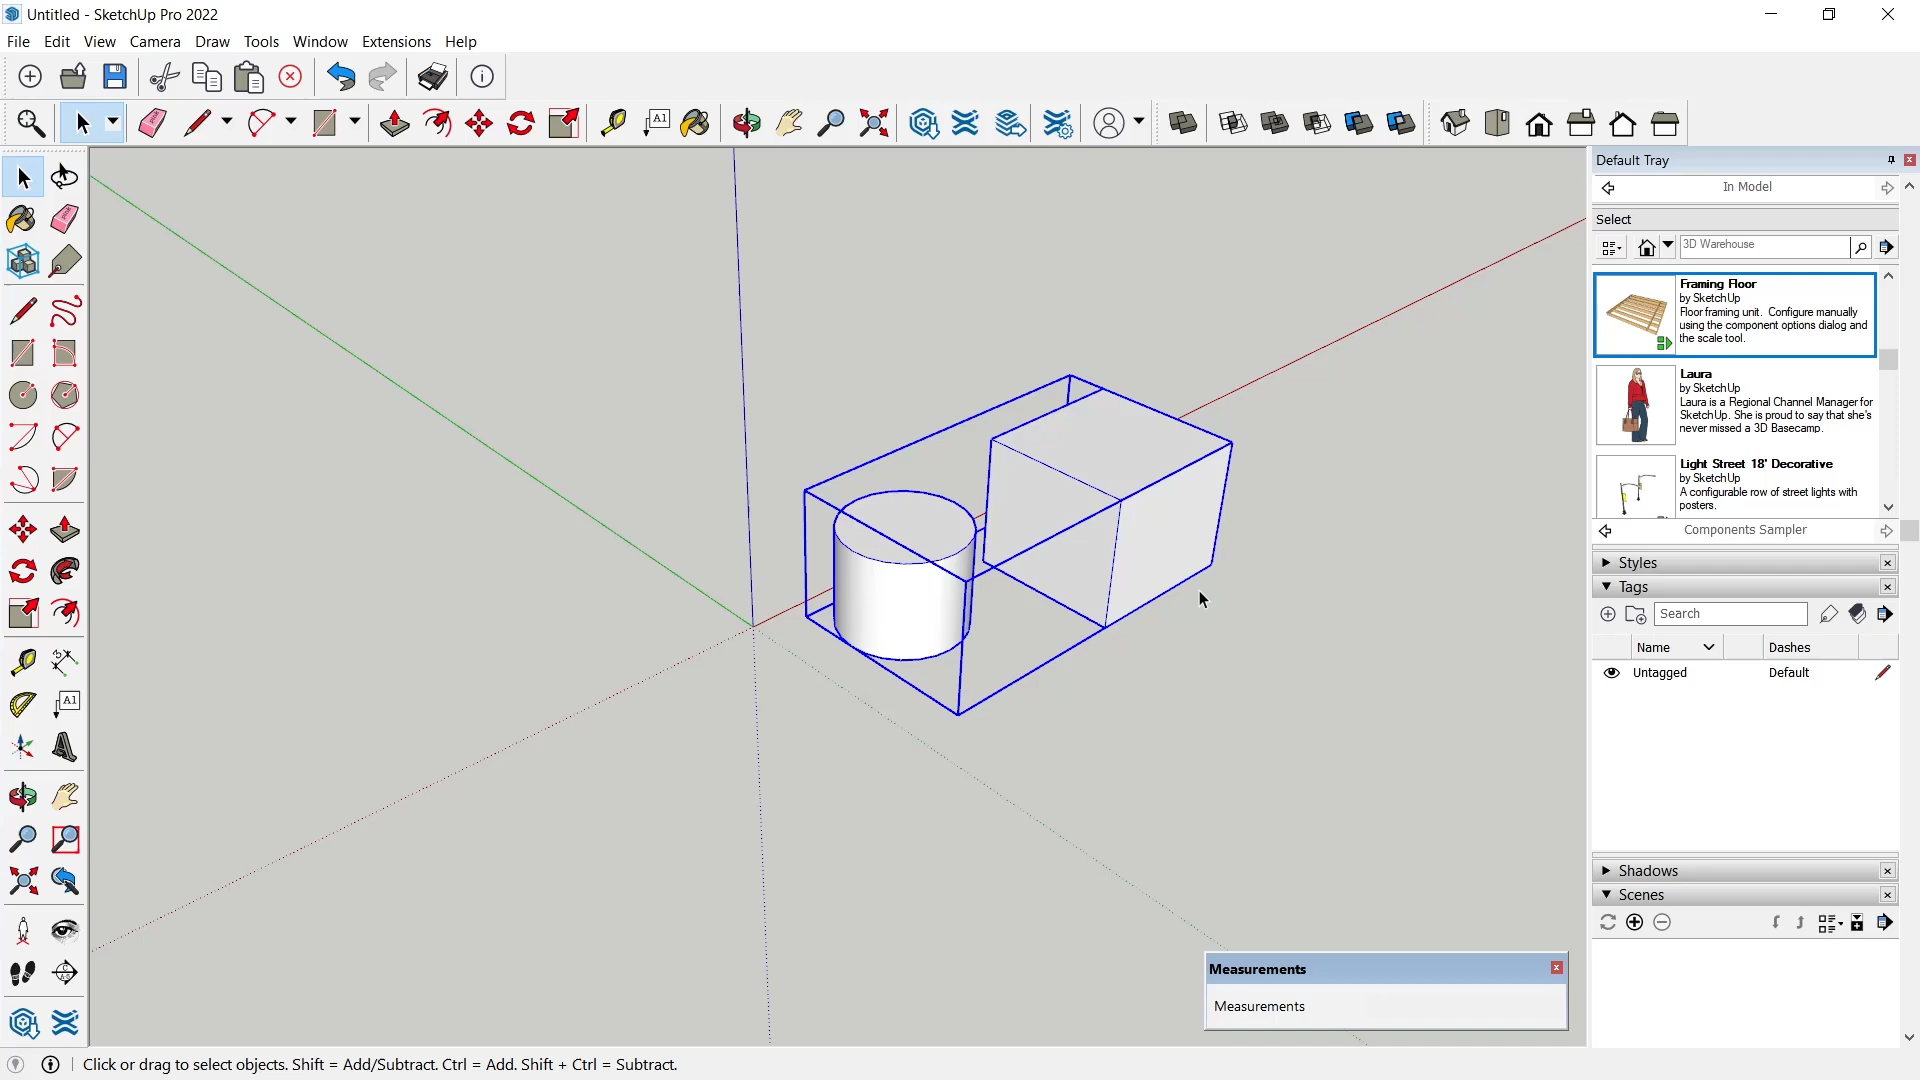 Untitled - SketchUp Pro 2022
File Edit View Camera Draw Tools Window Extensions Help
A1
Default Tray
In Model
Select
3D Warehouse
Framing Floor
by SketchUp
Floor framing unit. Configure manually
using the component options dialog and
the scale tool.
Laura
by SketchUp
Laura is a Regional Channel Manager for
SketchUp. She is proud to say that she's
never missed a 3D Basecamp.
Light Street 18' Decorative
by SketchUp
A configurable row of street lights with
posters.
Components Sampler
Styles
Tags
Search
Name Dashes
Untagged Default
A1
Shadows
Scenes
Measurements
Measurements
Click or drag to select objects. Shift = Add/Subtract. Ctrl = Add. Shift + Ctrl = Subtract.